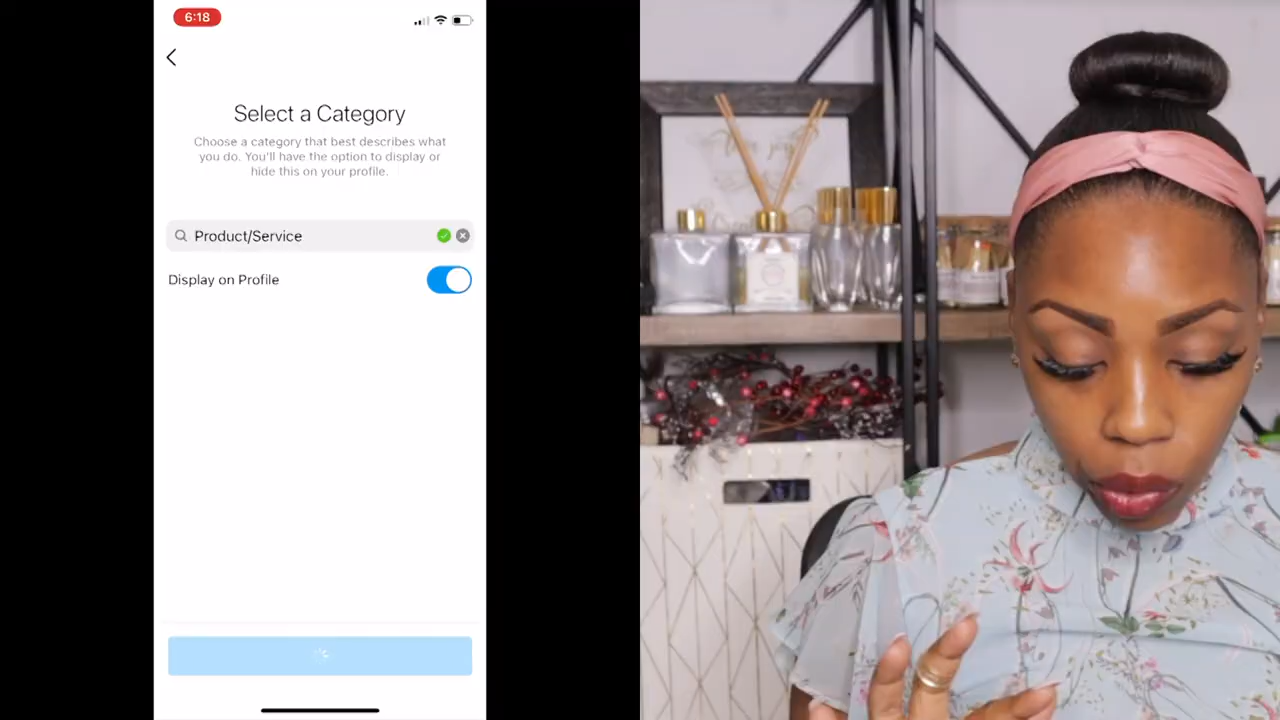 6:18
Select a Category
Choose a category that best describes what
you do. You'll have the option to display or
hide this on your profile.
Product/Service
Display on Profile